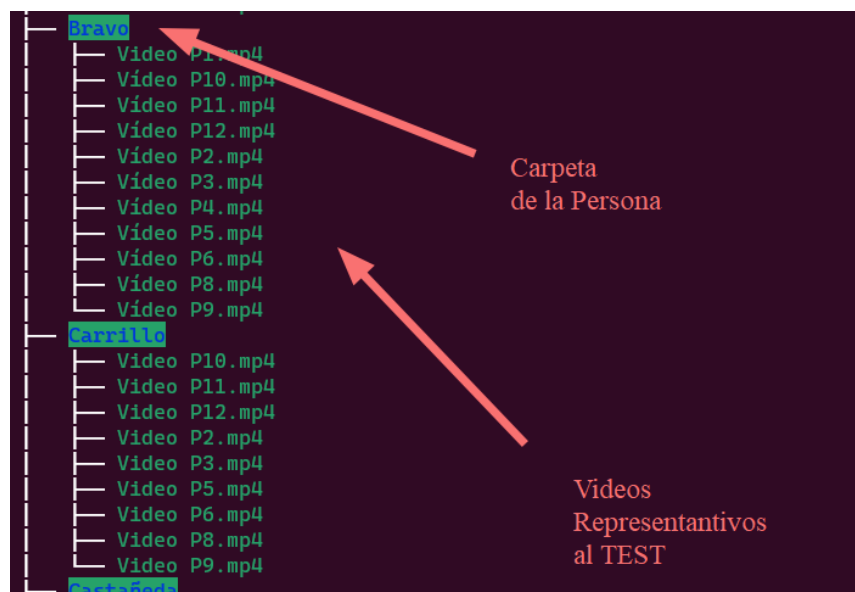 Bravo
Video P1.mp4
Vídeo P10.mp4
Vídeo P11.mp4
Vídeo P12.mp4
Vídeo P2.mp4
Vídeo P3.mp4
Vídeo P4.mp4
Vídeo P5.mp4
Vídeo P6.mp4
Vídeo P8.mp4
Vídeo P9.mp4
Carpeta
de la Persona
Carrillo
Video P10.mp4
Video P11.mp4
Video P12.mp4
Video P2.mp4
Video P3.mp4
Video P5.mp4
Video P6.mp4
Video P8.mp4
Video P9.mp4
Videos
Representantivos
al TEST
Castañeda